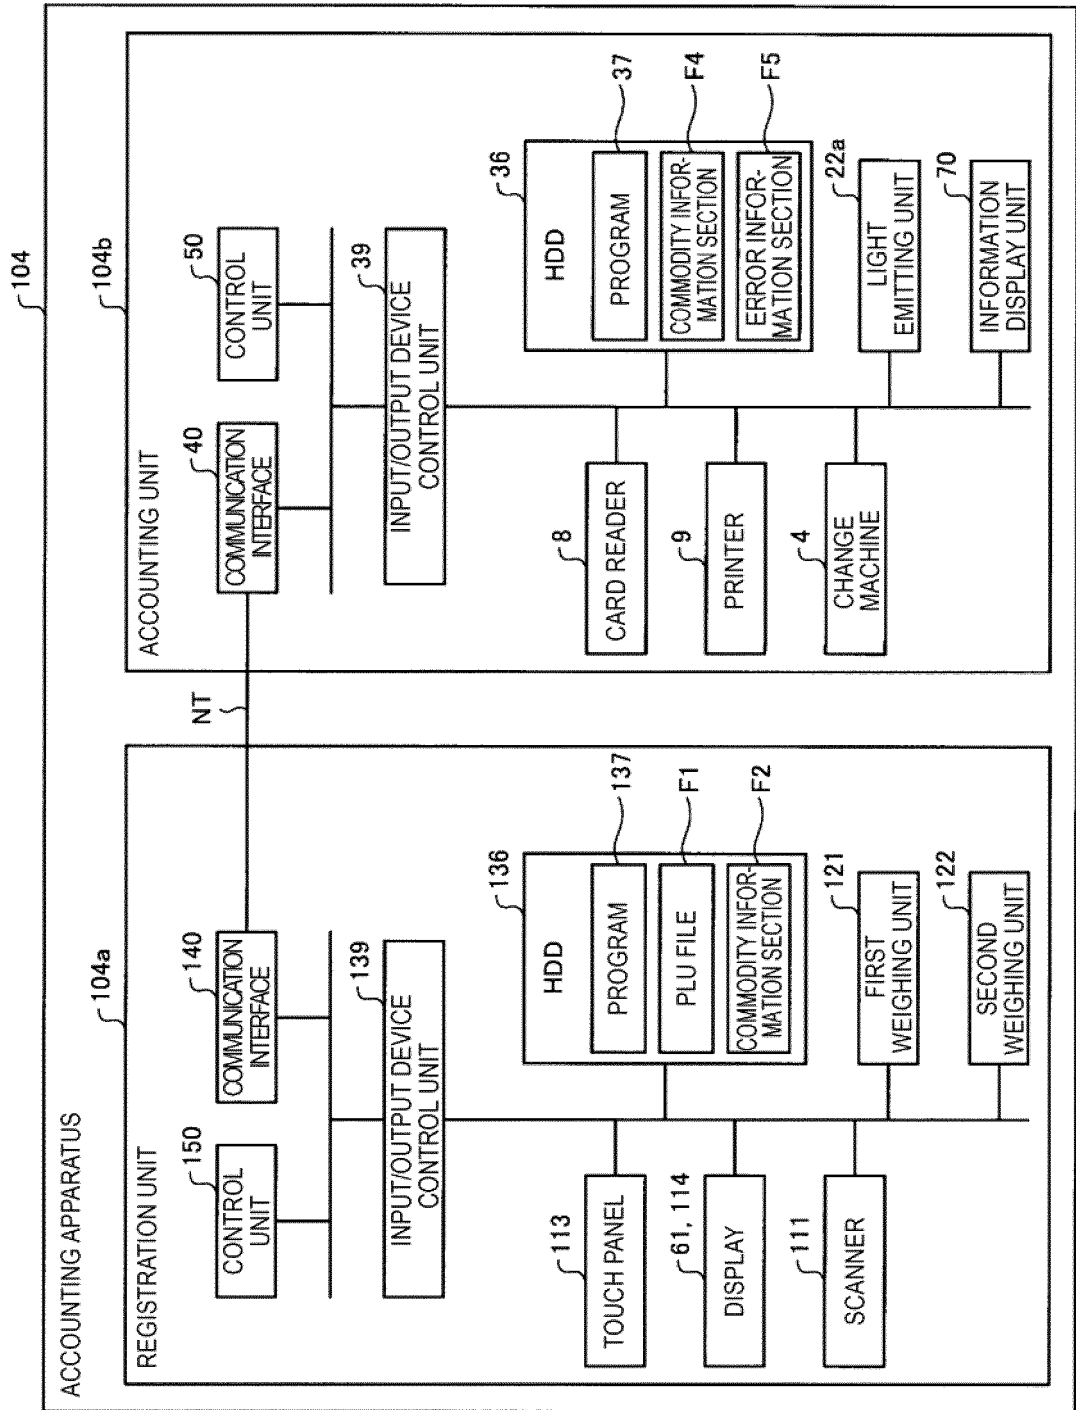 104
ACCOUNTING APPARATUS
104a
REGISTRATION UNIT
150
CONTROL
UNIT
140
COMMUNICATION
INTERFACE
139
INPUT/OUTPUT DEVICE
CONTROL UNIT
113
TOUCH PANEL
61, 114
DISPLAY
111
SCANNER
136
HDD
PROGRAM
137
PLU FILE
F1
COMMODITY INFOR-
MATION SECTION
F2
121
FIRST
WEIGHING UNIT
122
SECOND
WEIGHING UNIT
NT
104b
ACCOUNTING UNIT
40
COMMUNICATION
INTERFACE
50
CONTROL
UNIT
39
INPUT/OUTPUT DEVICE
CONTROL UNIT
8
CARD READER
9
PRINTER
4
CHANGE
MACHINE
36
HDD
PROGRAM
37
COMMODITY INFOR-
MATION SECTION
F4
ERROR INFOR-
MATION SECTION
F5
22a
LIGHT
EMITTING UNIT
70
INFORMATION
DISPLAY UNIT